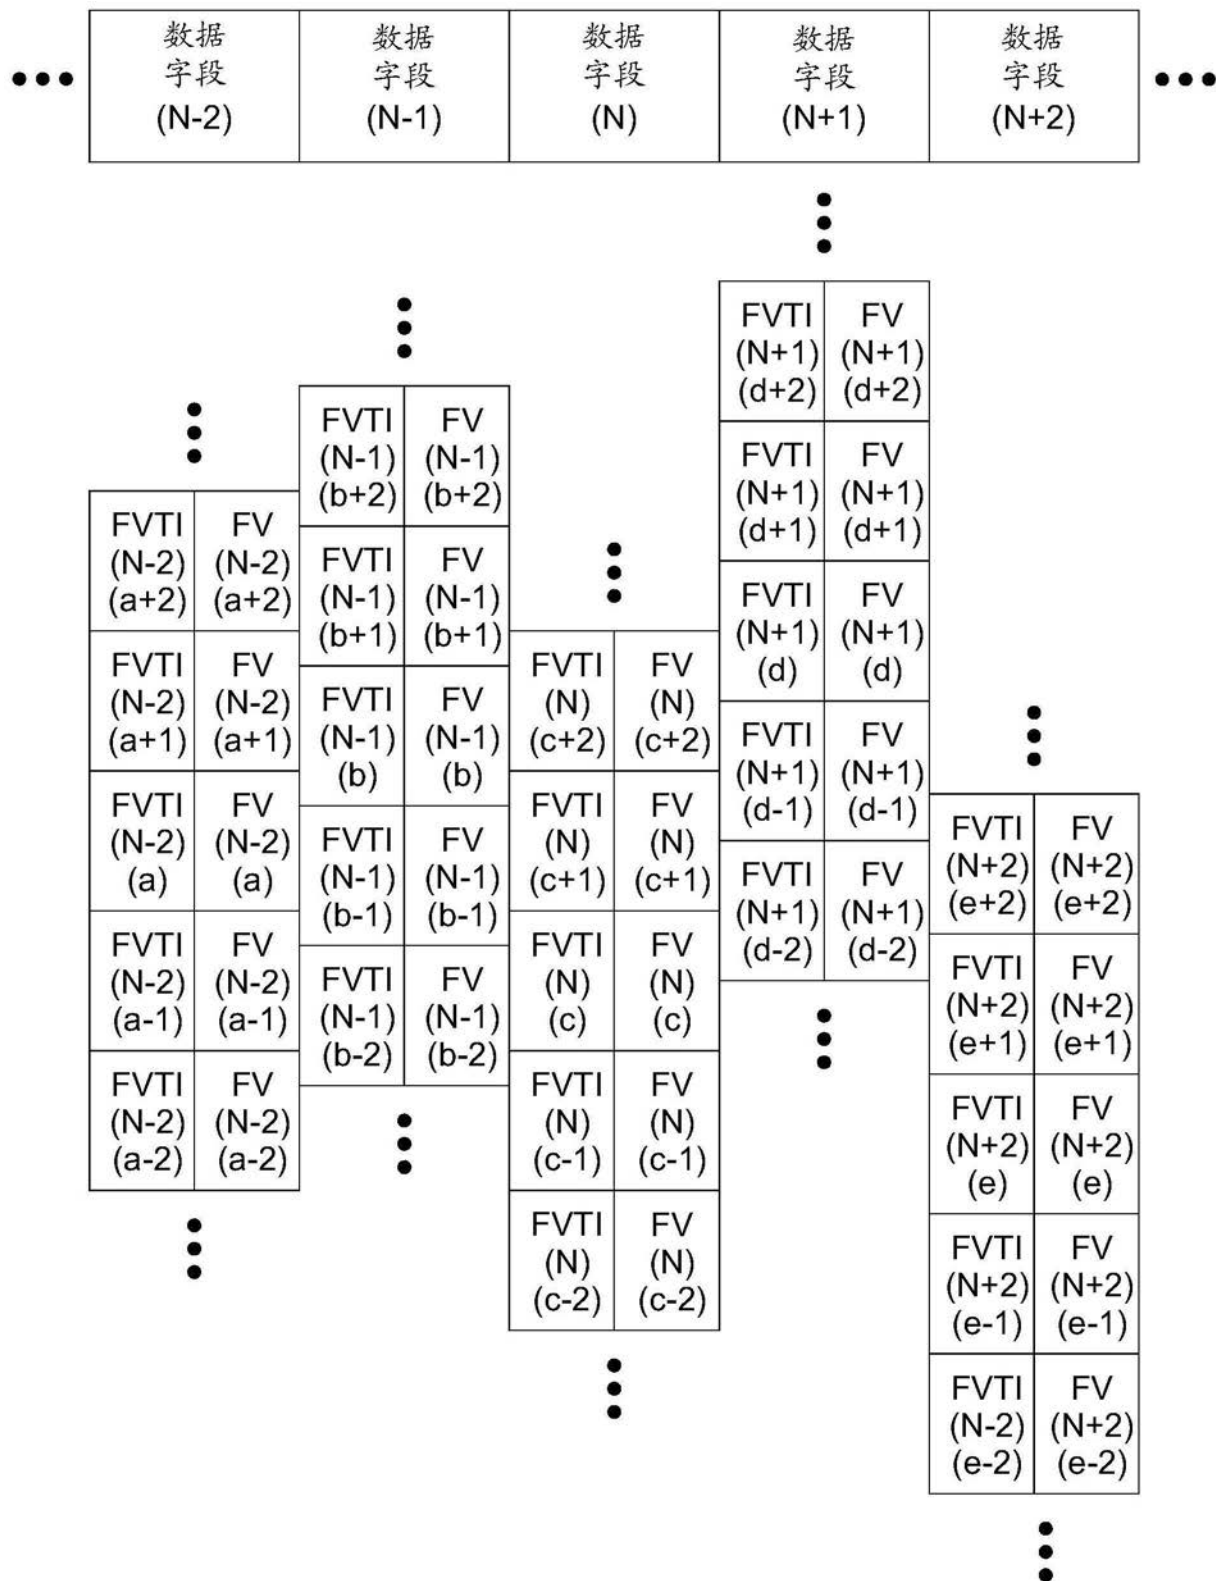 数据
字段
(N-2)
数据
字段
(N-1)
数据
字段
(N)
数据
字段
(N+1)
数据
字段
(N+2)
FVTI
(N-2)
(a+2)
FV
(N-2)
(a+2)
FVTI
(N-2)
(a+1)
FV
(N-2)
(a+1)
FVTI
(N-2)
(a)
FV
(N-2)
(a)
FVTI
(N-2)
(a-1)
FV
(N-2)
(a-1)
FVTI
(N-2)
(a-2)
FV
(N-2)
(a-2)
FVTI
(N-1)
(b+2)
FV
(N-1)
(b+2)
FVTI
(N-1)
(b+1)
FV
(N-1)
(b+1)
FVTI
(N-1)
(b)
FV
(N-1)
(b)
FVTI
(N-1)
(b-1)
FV
(N-1)
(b-1)
FVTI
(N-1)
(b-2)
FV
(N-1)
(b-2)
FVTI
(N)
(c+2)
FV
(N)
(c+2)
FVTI
(N)
(c+1)
FV
(N)
(c+1)
FVTI
(N)
(c)
FV
(N)
(c)
FVTI
(N)
(c-1)
FV
(N)
(c-1)
FVTI
(N)
(c-2)
FV
(N)
(c-2)
FVTI
(N+1)
(d+2)
FV
(N+1)
(d+2)
FVTI
(N+1)
(d+1)
FV
(N+1)
(d+1)
FVTI
(N+1)
(d)
FV
(N+1)
(d)
FVTI
(N+1)
(d-1)
FV
(N+1)
(d-1)
FVTI
(N+1)
(d-2)
FV
(N+1)
(d-2)
FVTI
(N+2)
(e+2)
FV
(N+2)
(e+2)
FVTI
(N+2)
(e+1)
FV
(N+2)
(e+1)
FVTI
(N+2)
(e)
FV
(N+2)
(e)
FVTI
(N+2)
(e-1)
FV
(N+2)
(e-1)
FVTI
(N-2)
(e-2)
FV
(N+2)
(e-2)